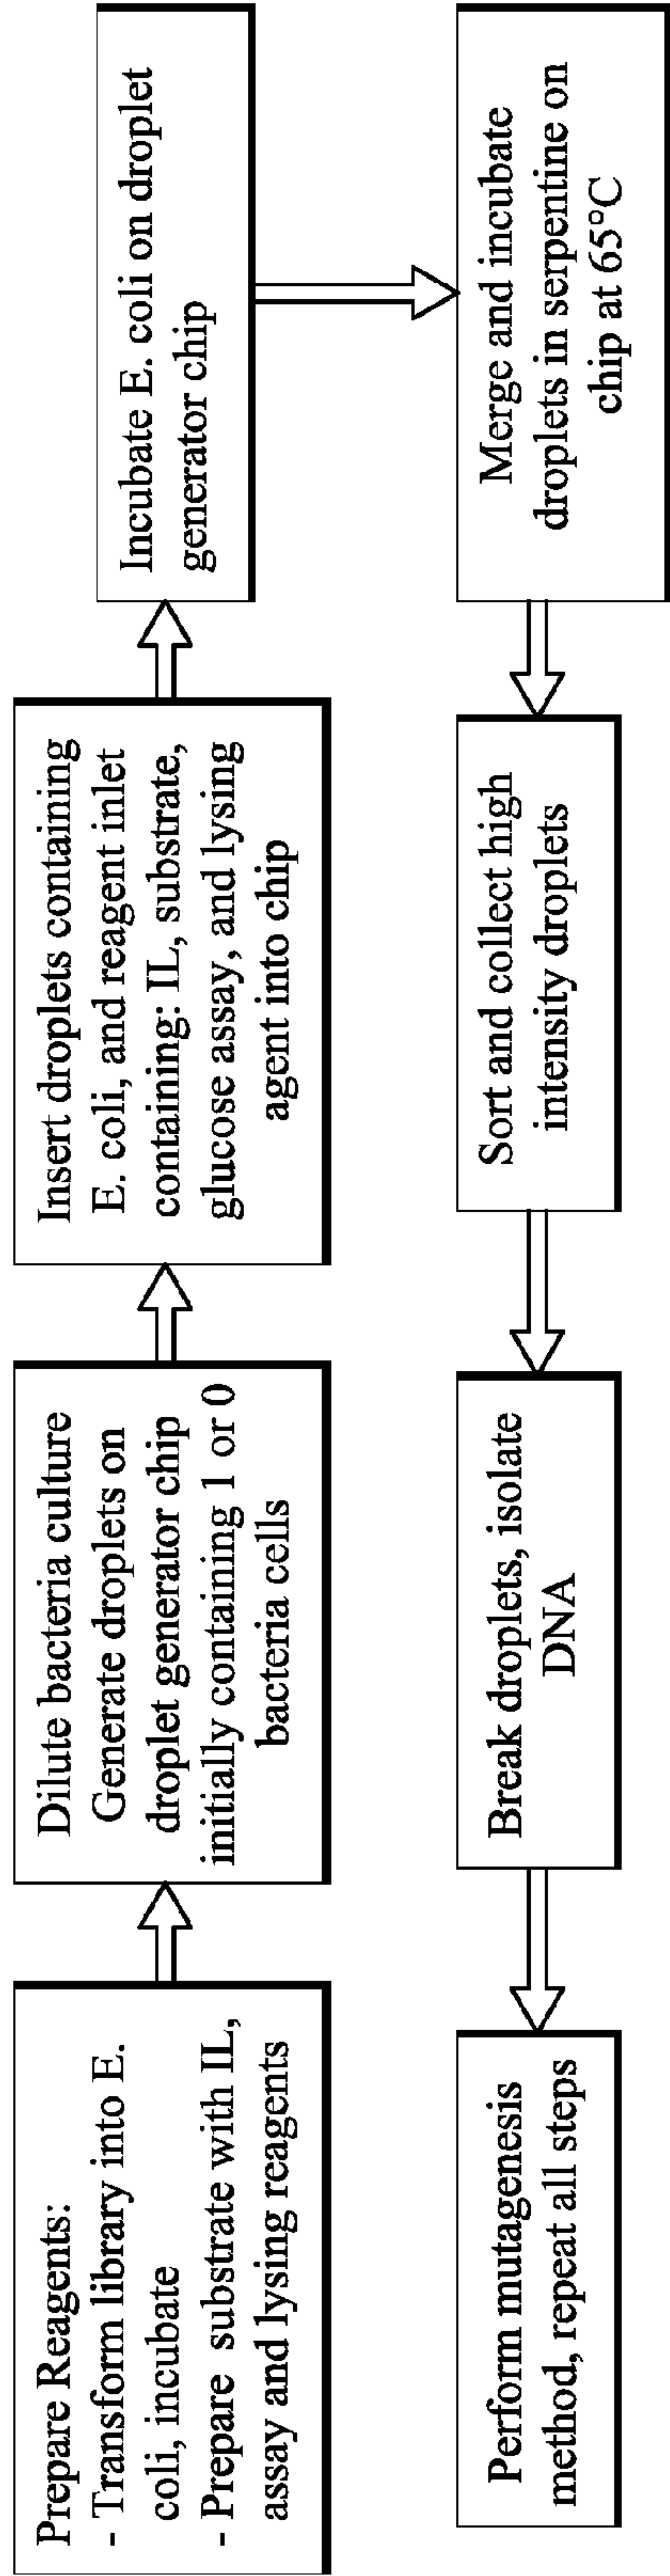 Prepare Reagents:
- Transform library into E.
coli, incubate
- Prepare substrate with IL,
assay and lysing reagents
Dilute bacteria culture
Generate droplets on
droplet generator chip
initially containing 1 or 0
bacteria cells
Insert droplets containing
E. coli, and reagent inlet
containing: IL, substrate,
glucose assay, and lysing
agent into chip
Incubate E. coli on droplet
generator chip
Merge and incubate
droplets in serpentine on
chip at 65°C
Sort and collect high
intensity droplets
Break droplets, isolate
DNA
Perform mutagenesis
method, repeat all steps